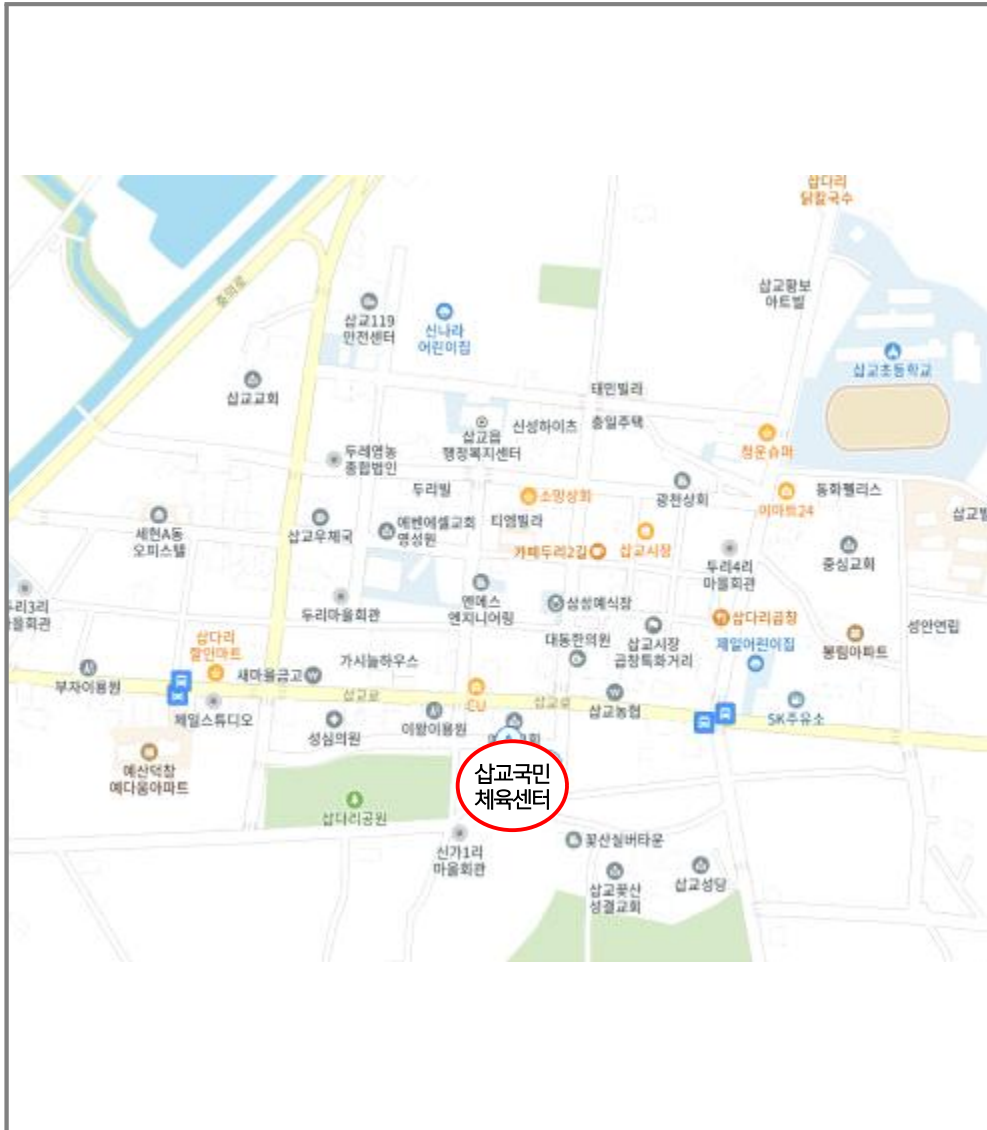 삽다리
닭칼국수
충의로
삽교황보
아트빌
삽교119
안전센터
신나라
어린이집
삽교초등학교
삽교교회
태민빌라
삽교읍
행정복지센터
신성하이츠
충일주택
청운슈퍼
두레영농
종합법인
두리빌
소망상회
광천상회
이마트24
동화팰리스
세현A동
오피스텔
삽교우체국
에벤에셀교회
명성원
티엠빌라
카페두리2길
삽교시장
두리4리
마을회관
중심교회
삽교빌
두리3리
마을회관
두리마을회관
엔에스
엔지니어링
삼성예식장
삽다리곱창
삽다리
할인마트
대동한의원
삽교시장
곱창특화거리
제일어린이집
봉림아파트
성안연립
부자이용원
새마을금고
가시눌하우스
삽교로
CU
삽교로
삽교농협
SK주유소
제일스튜디오
성심의원
이왕이용원
예산덕창
예다움아파트
삽교국민
체육센터
삽다리공원
신가1리
마을회관
꽃산실버타운
삽교꽃산
성결교회
삽교성당